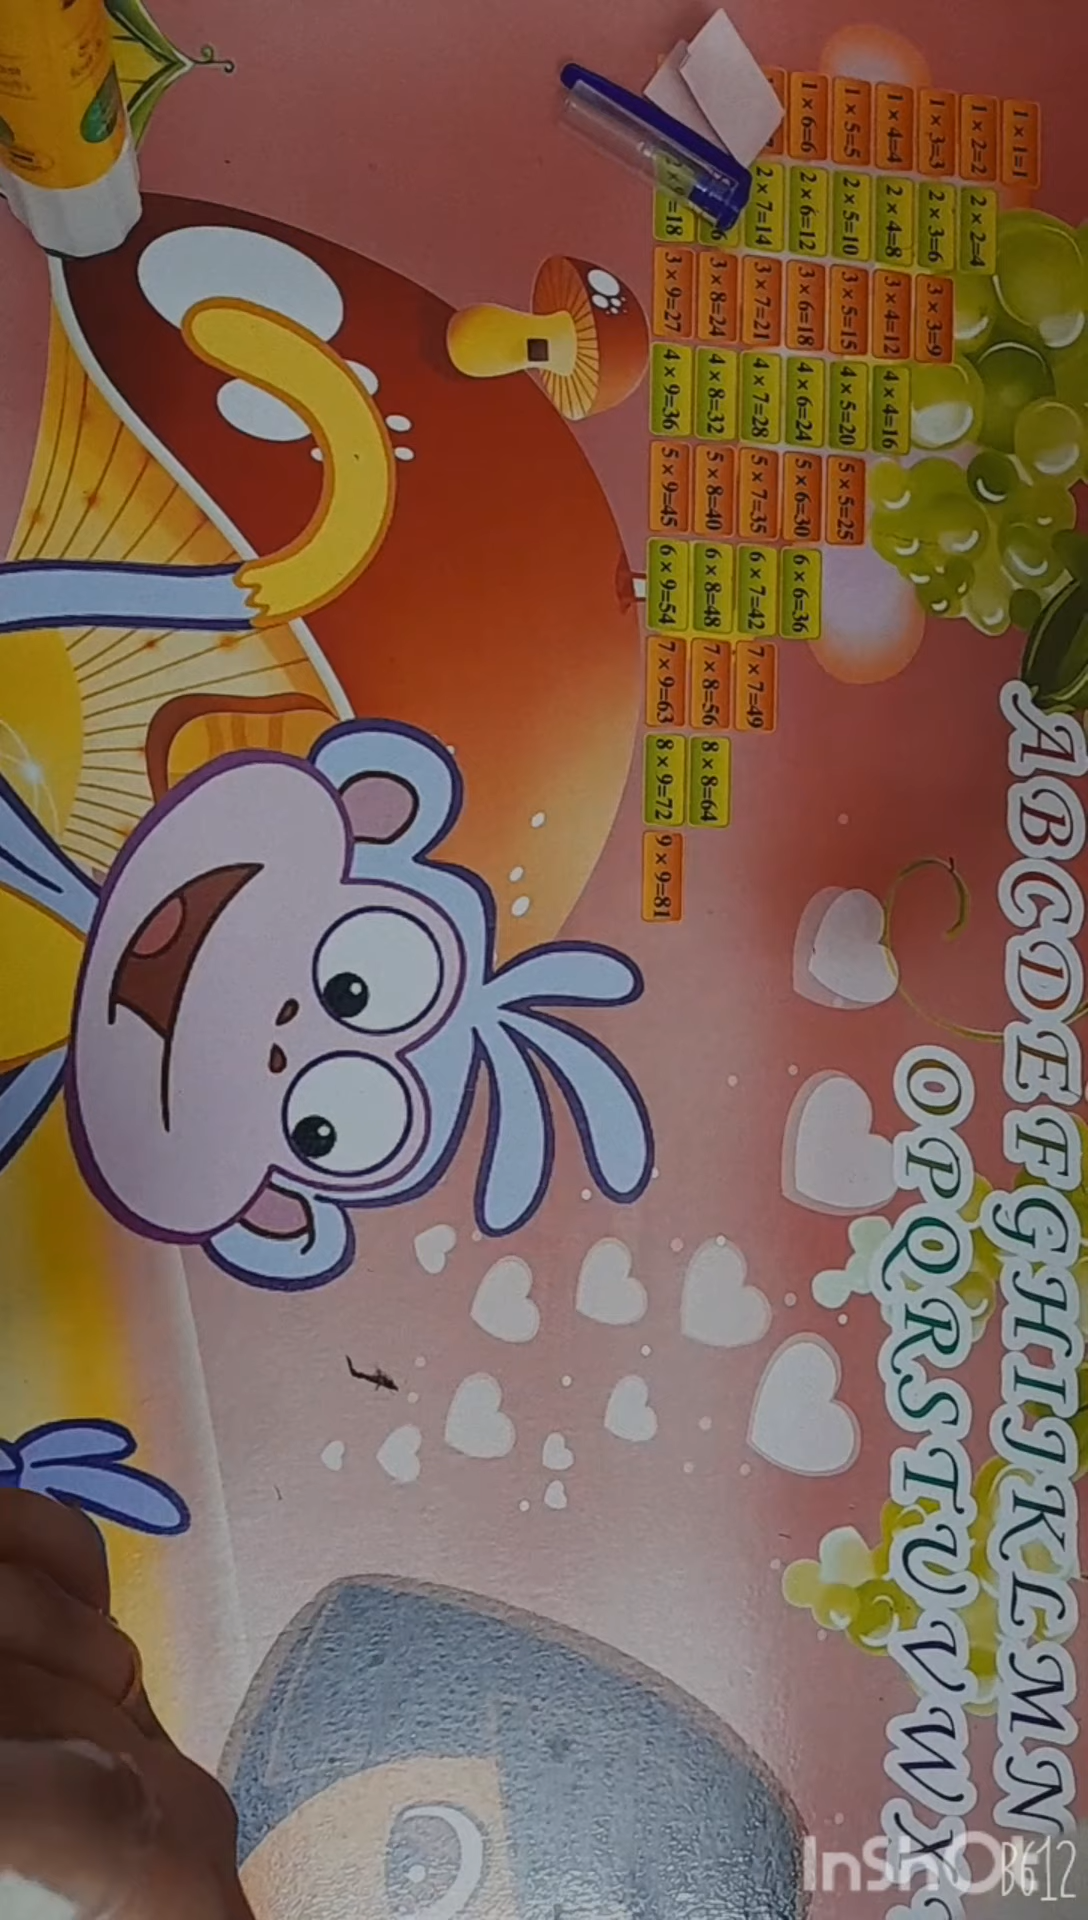 1×1=1
1×2=2 2×2=4
1×3=3 2×3=6 3×3=9
1×4=4 2×4=8 3×4=12 4×4=16
1×5=5 2×5=10 3×5=15 4×5=20 5×5=25
1×6=6 2×6=12 3×6=18 4×6=24 5×6=30 6×6=36
2×7=14 3×7=21 4×7=28 5×7=35 6×7=42 7×7=49
3×8=24 4×8=32 5×8=40 6×8=48 7×8=56 8×8=64
=18 3×9=27 4×9=36 5×9=45 6×9=54 7×9=63 8×9=72 9×9=81
ABCDEFGHIJKLMN
OPQRSTUVWX
InShOt
B612